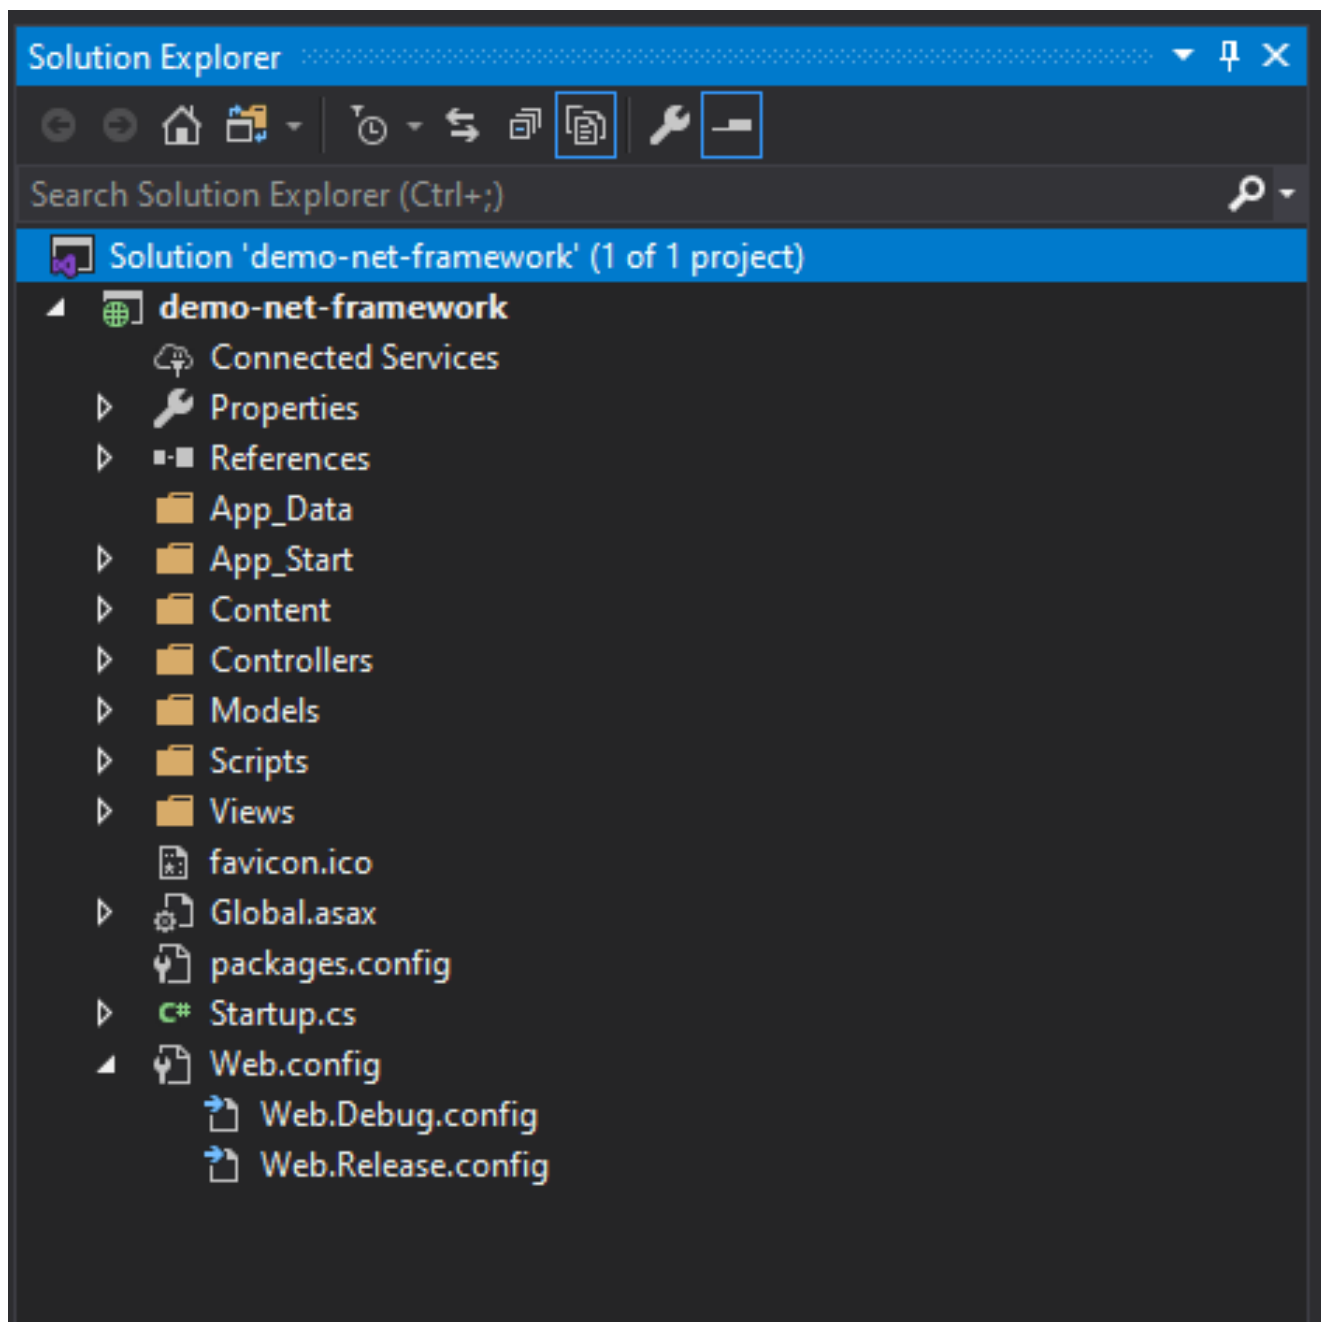 Solution Explorer
Search Solution Explorer (Ctrl+;)
Solution 'demo-net-framework' (1 of 1 project)
demo-net-framework
Connected Services
Properties
References
App_Data
App_Start
Content
Controllers
Models
Scripts
Views
favicon.ico
Global.asax
packages.config
C# Startup.cs
Web.config
Web.Debug.config
Web.Release.config